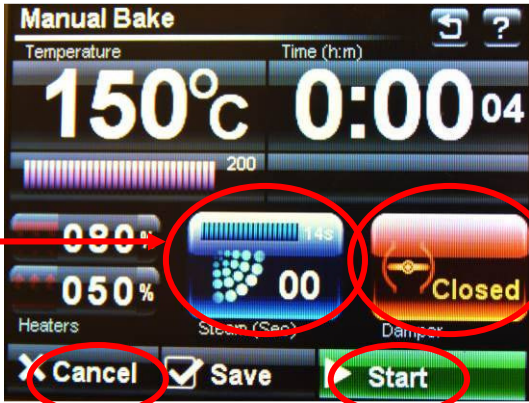 Manual Bake
?
Temperature
Time (h:m)
150°C
0:00 04
200
080%
14s
050%
00
Closed
Heaters
Steam (Sec)
Damper
Cancel
Save
Start